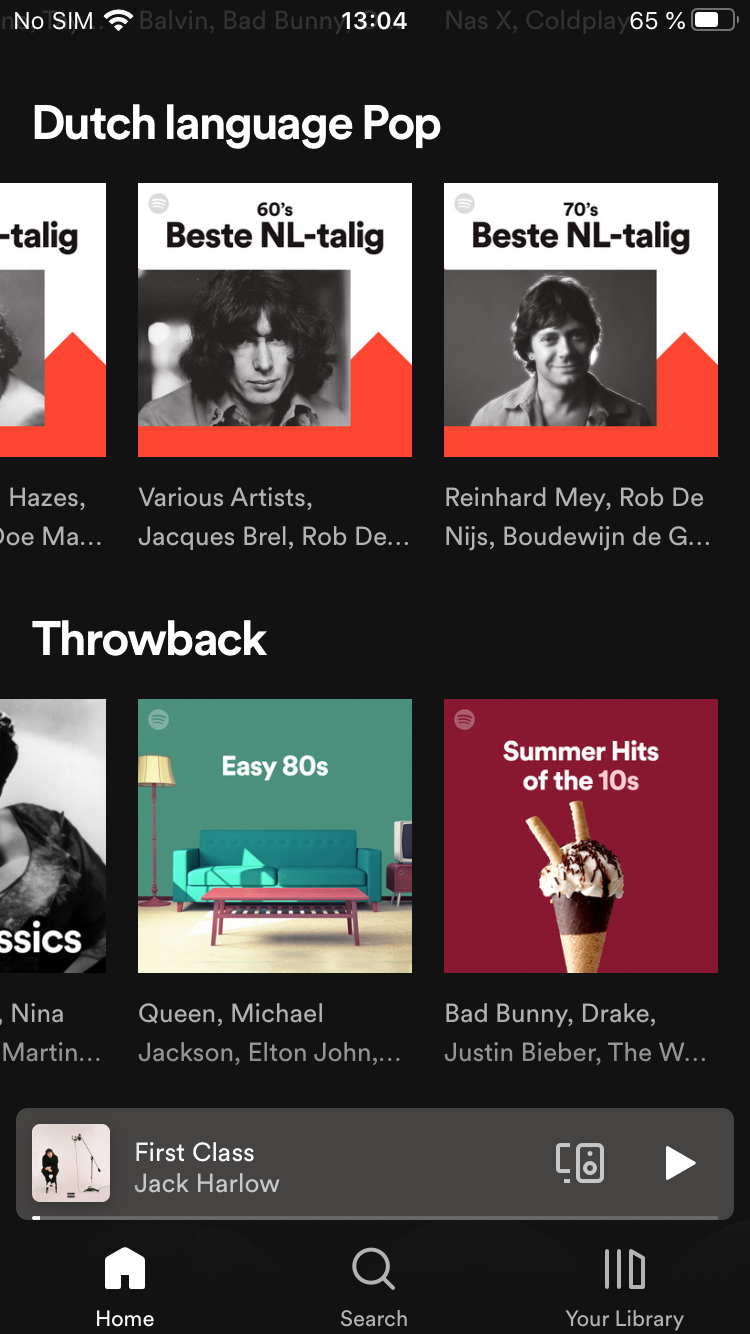 No SIM 13:04 65 %
Balvin, Bad Bunny, Nas X, Coldplay
Dutch language Pop
-talig
60's
Beste NL-talig
70's
Beste NL-talig
Hazes,
Doe Ma...
Various Artists,
Jacques Brel, Rob De...
Reinhard Mey, Rob De
Nijs, Boudewijn de G...
Throwback
ssics
Easy 80s
Summer Hits
of the 10s
, Nina
Martin...
Queen, Michael
Jackson, Elton John,...
Bad Bunny, Drake,
Justin Bieber, The W...
First Class
Jack Harlow
Home
Search
Your Library